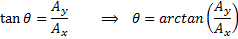 tan θ = A_y/A_x ⟹ θ = arctan(A_y/A_x)